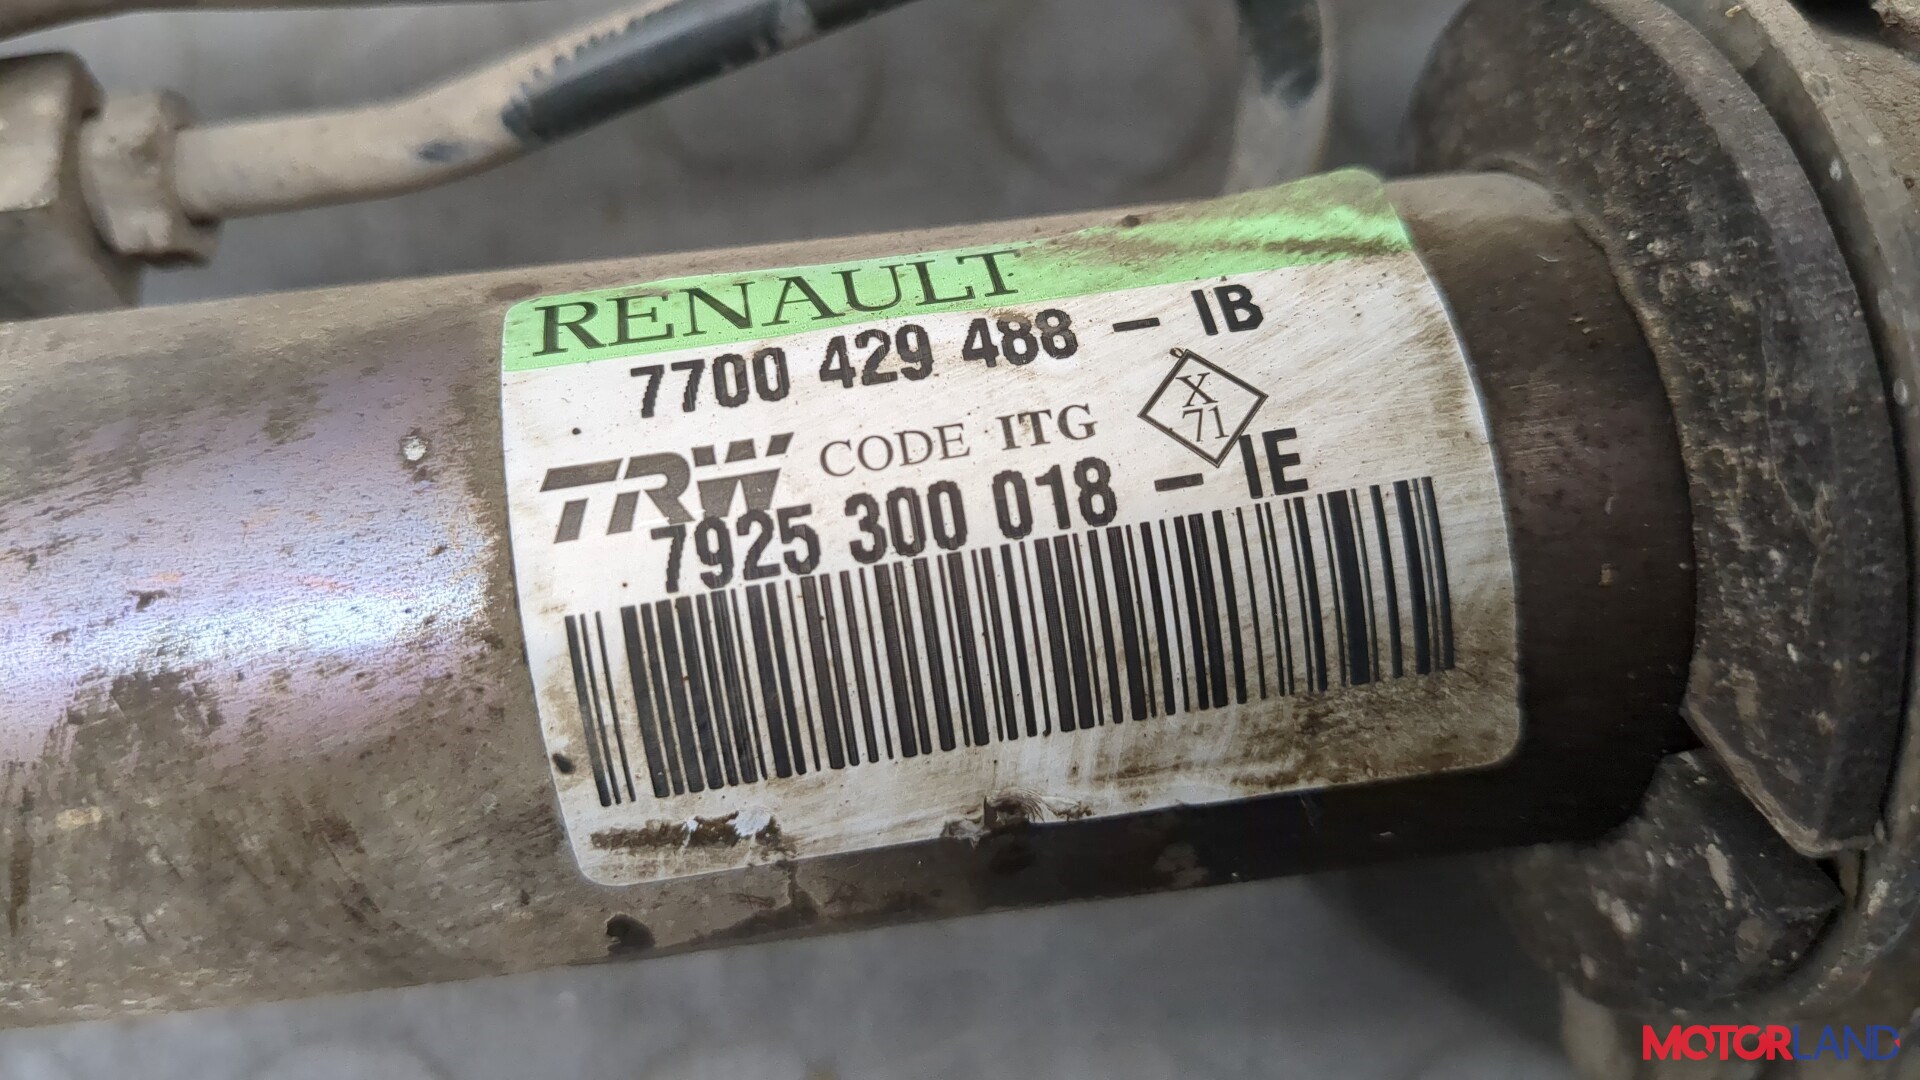 RENAULT
7700 429 488 - IB
TRW CODE ITG
X
71
7925 300 018 - IE
MOTORLAND